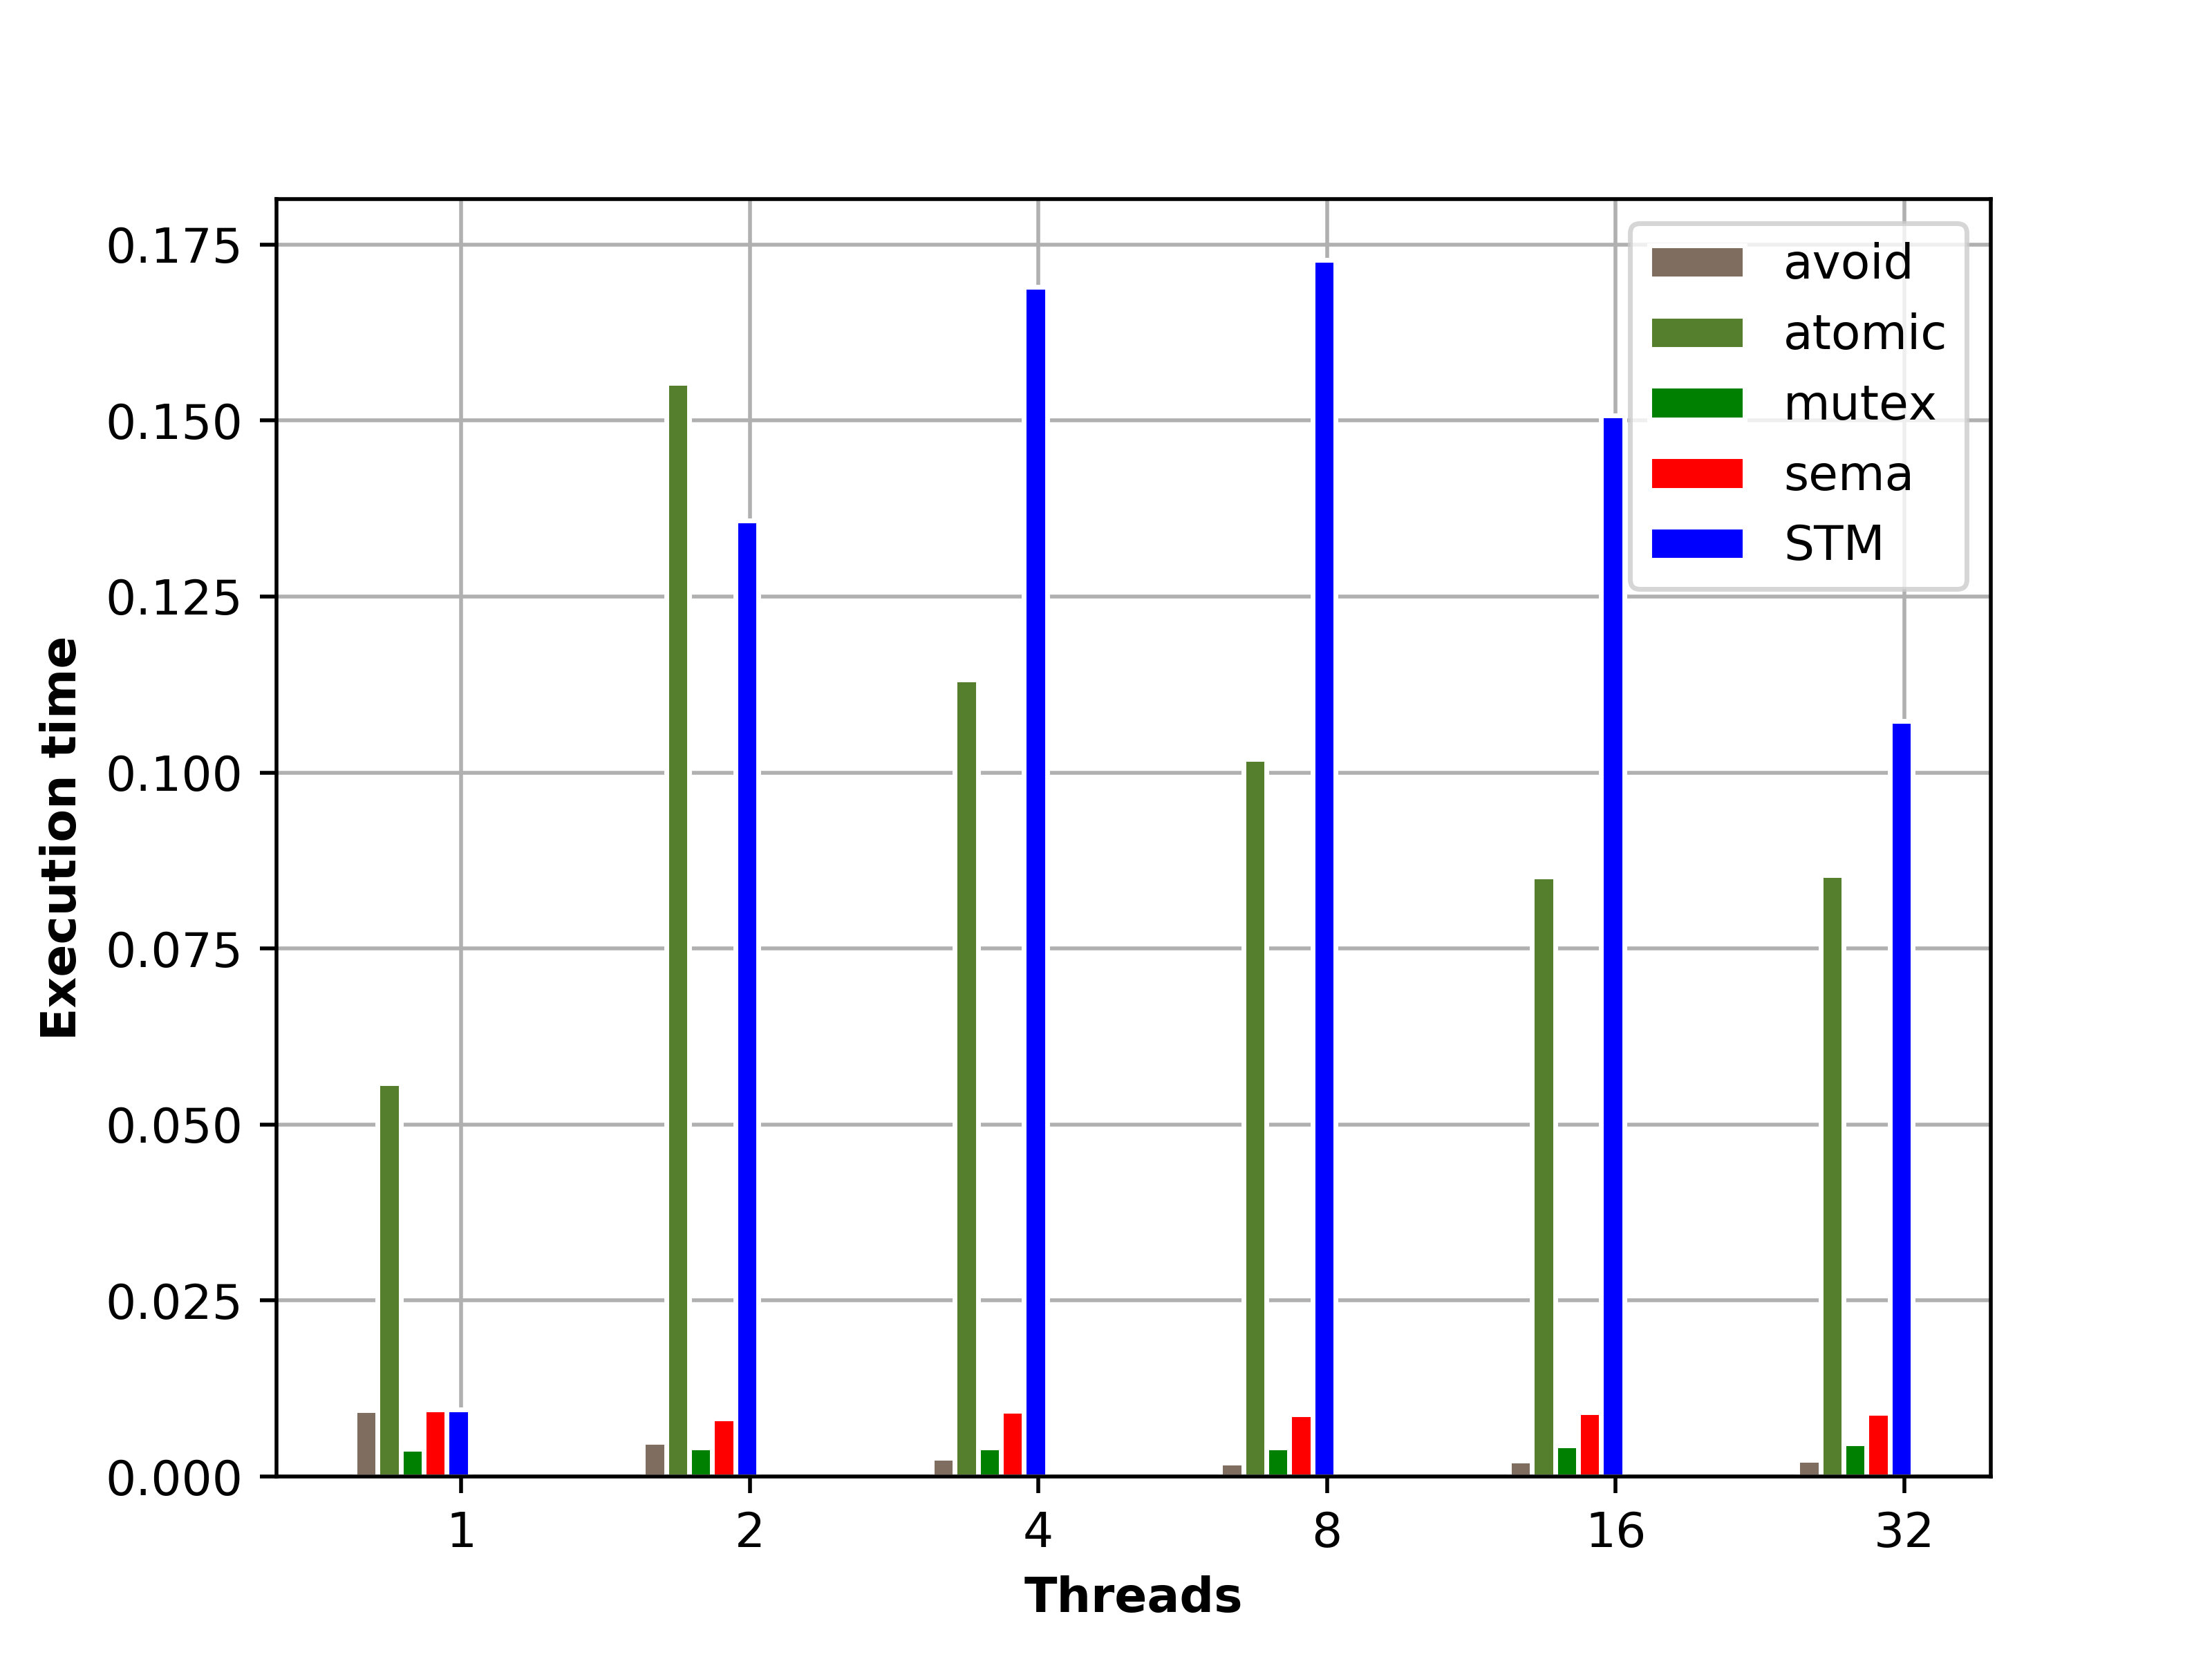 0.175
0.150
0.125
0.100
0.075
0.050
0.025
0.000
Execution time
avoid
atomic
mutex
sema
STM
1 2 4 8 16 32
Threads